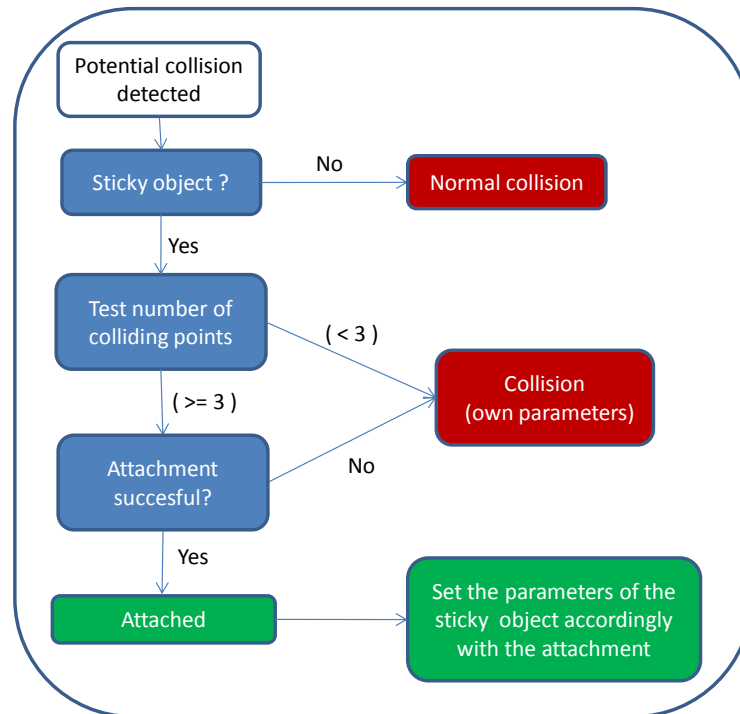 Potential collision
detected
Sticky object ?
No
Normal collision
Yes
Test number of
colliding points
( < 3 )
Collision
(own parameters)
( >= 3 )
Attachment
succesful?
No
Yes
Attached
Set the parameters of the
sticky object accordingly
with the attachment